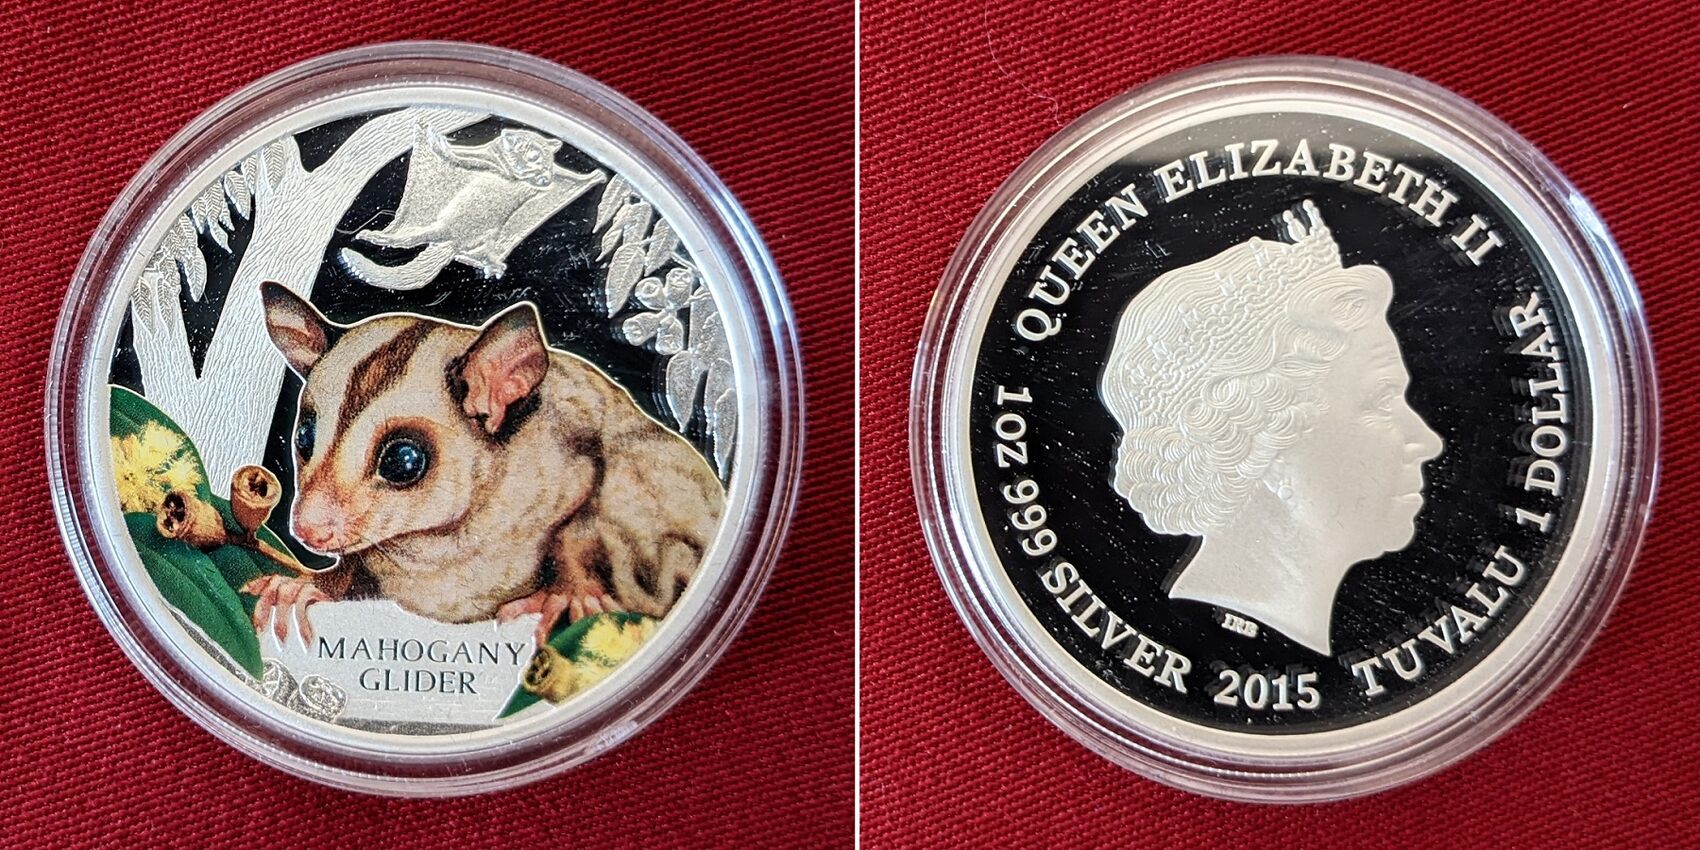 MAHOGANY
GLIDER
QUEEN ELIZABETH II
1OZ 999 SILVER 2015 TUVALU 1 DOLLAR
IRB